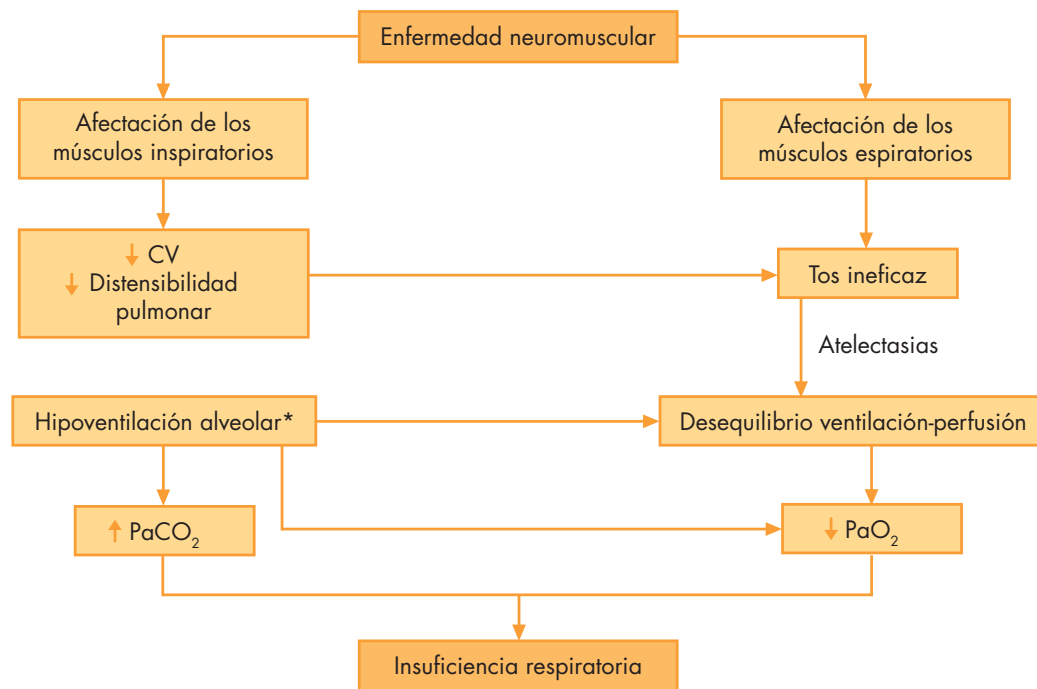 Enfermedad neuromuscular
Afectación de los
músculos inspiratorios
Afectación de los
músculos espiratorios
↓ CV
↓ Distensibilidad
pulmonar
Tos ineficaz
Atelectasias
Hipoventilación alveolar*
Desequilibrio ventilación-perfusión
↑ PaCO₂
↓ PaO₂
Insuficiencia respiratoria